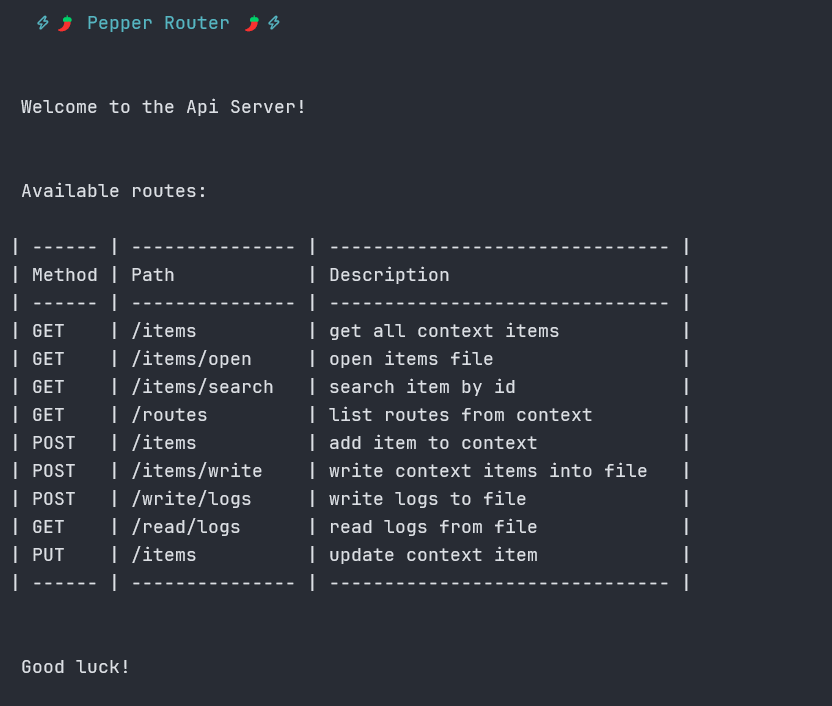 ⚡🌶️ Pepper Router 🌶️⚡
Welcome to the Api Server!
Available routes:
| ------ | --------------- | ------------------------------- |
| Method | Path            | Description                     |
| ------ | --------------- | ------------------------------- |
| GET    | /items          | get all context items           |
| GET    | /items/open     | open items file                 |
| GET    | /items/search   | search item by id               |
| GET    | /routes         | list routes from context        |
| POST   | /items          | add item to context             |
| POST   | /items/write    | write context items into file   |
| POST   | /write/logs     | write logs to file              |
| GET    | /read/logs      | read logs from file             |
| PUT    | /items          | update context item             |
| ------ | --------------- | ------------------------------- |
Good luck!